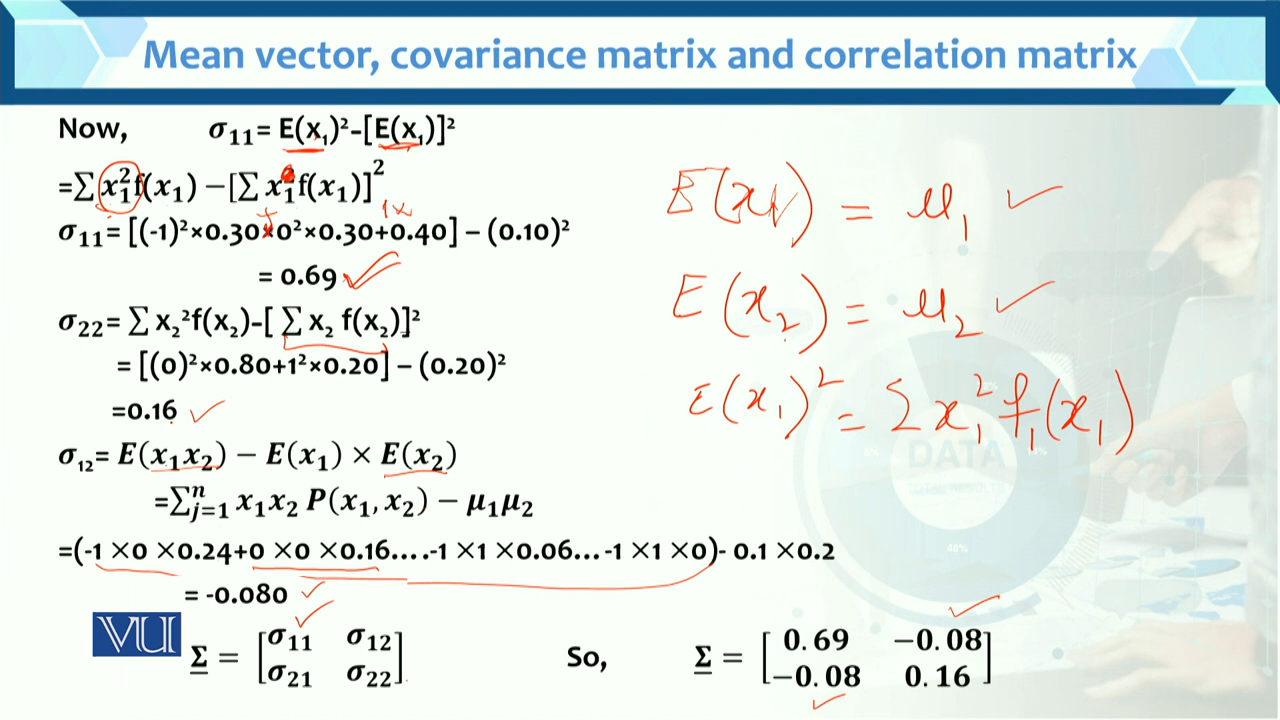 Mean vector, covariance matrix and correlation matrix
Now, σ₁₁= E(x₁)²-[E(x₁)]²
=∑ x₁²f(x₁) −[∑ x₁f(x₁)]²
σ₁₁= [(-1)²×0.30+0²×0.30+0.40] – (0.10)²
1x
= 0.69
σ₂₂= ∑ x₂²f(x₂)-[ ∑ x₂ f(x₂)]²
= [(0)²×0.80+1²×0.20] – (0.20)²
=0.16
σ₁₂= E(x₁x₂) − E(x₁) × E(x₂)
=∑ⁿⱼ₌₁ x₁x₂ P(x₁, x₂) − μ₁μ₂
=(-1 ×0 ×0.24+0 ×0 ×0.16....-1 ×1 ×0.06...-1 ×1 ×0)- 0.1 ×0.2
= -0.080
E(x₁) = μ₁ ✓
E(x₂) = μ₂ ✓
E(x₁)² = Σ x₁² f₁(x₁)
DATA
48%
VU
Σ = [σ₁₁ σ₁₂
σ₂₁ σ₂₂]
So, Σ = [0.69 −0.08
−0.08 0.16]